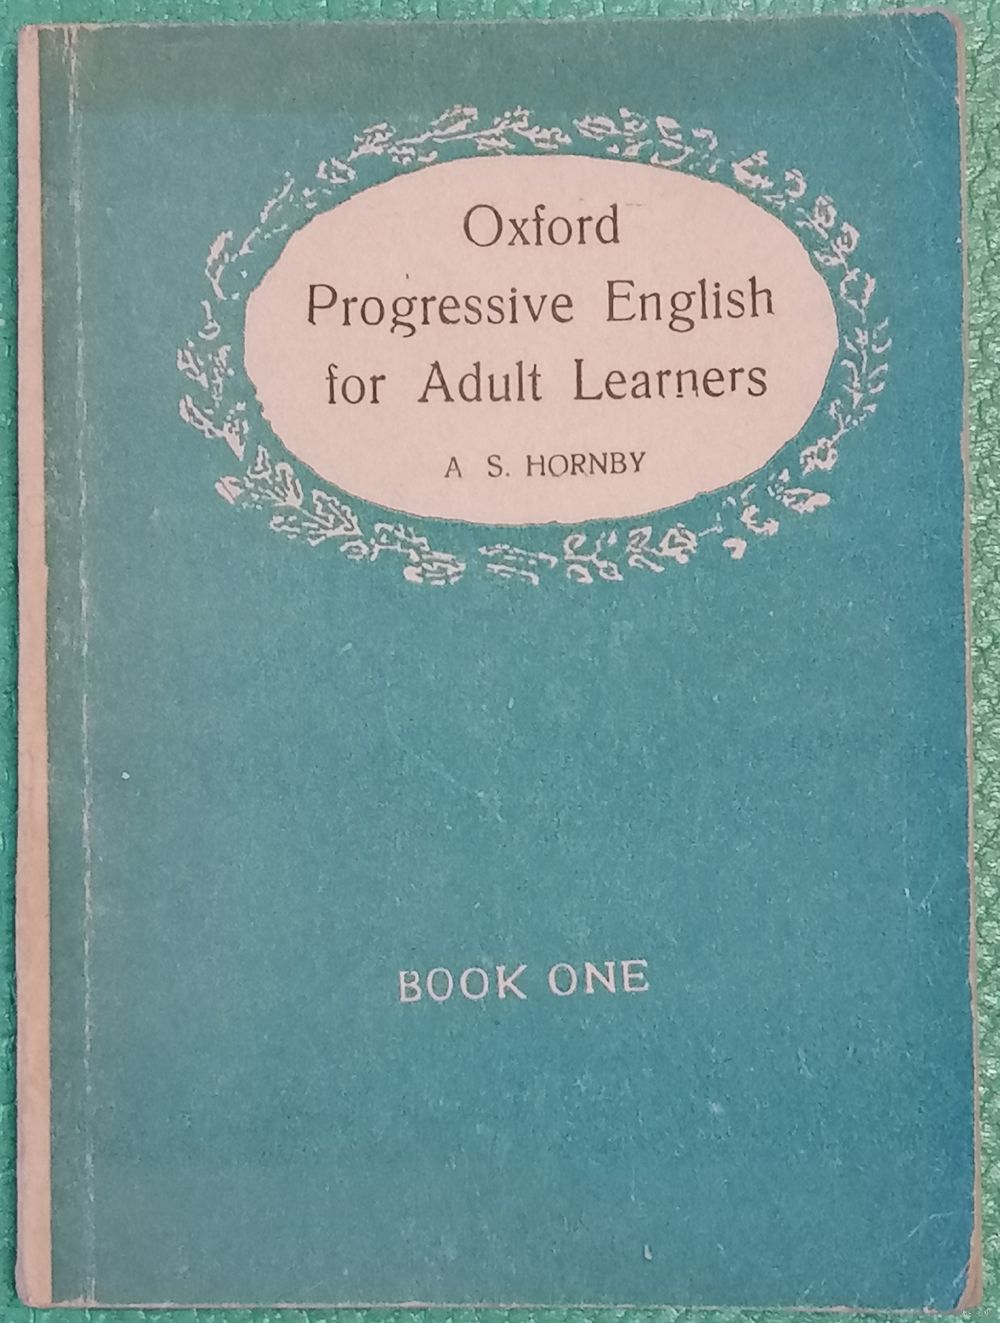 Oxford
Progressive English
for Adult Learners
A S. HORNBY
BOOK ONE